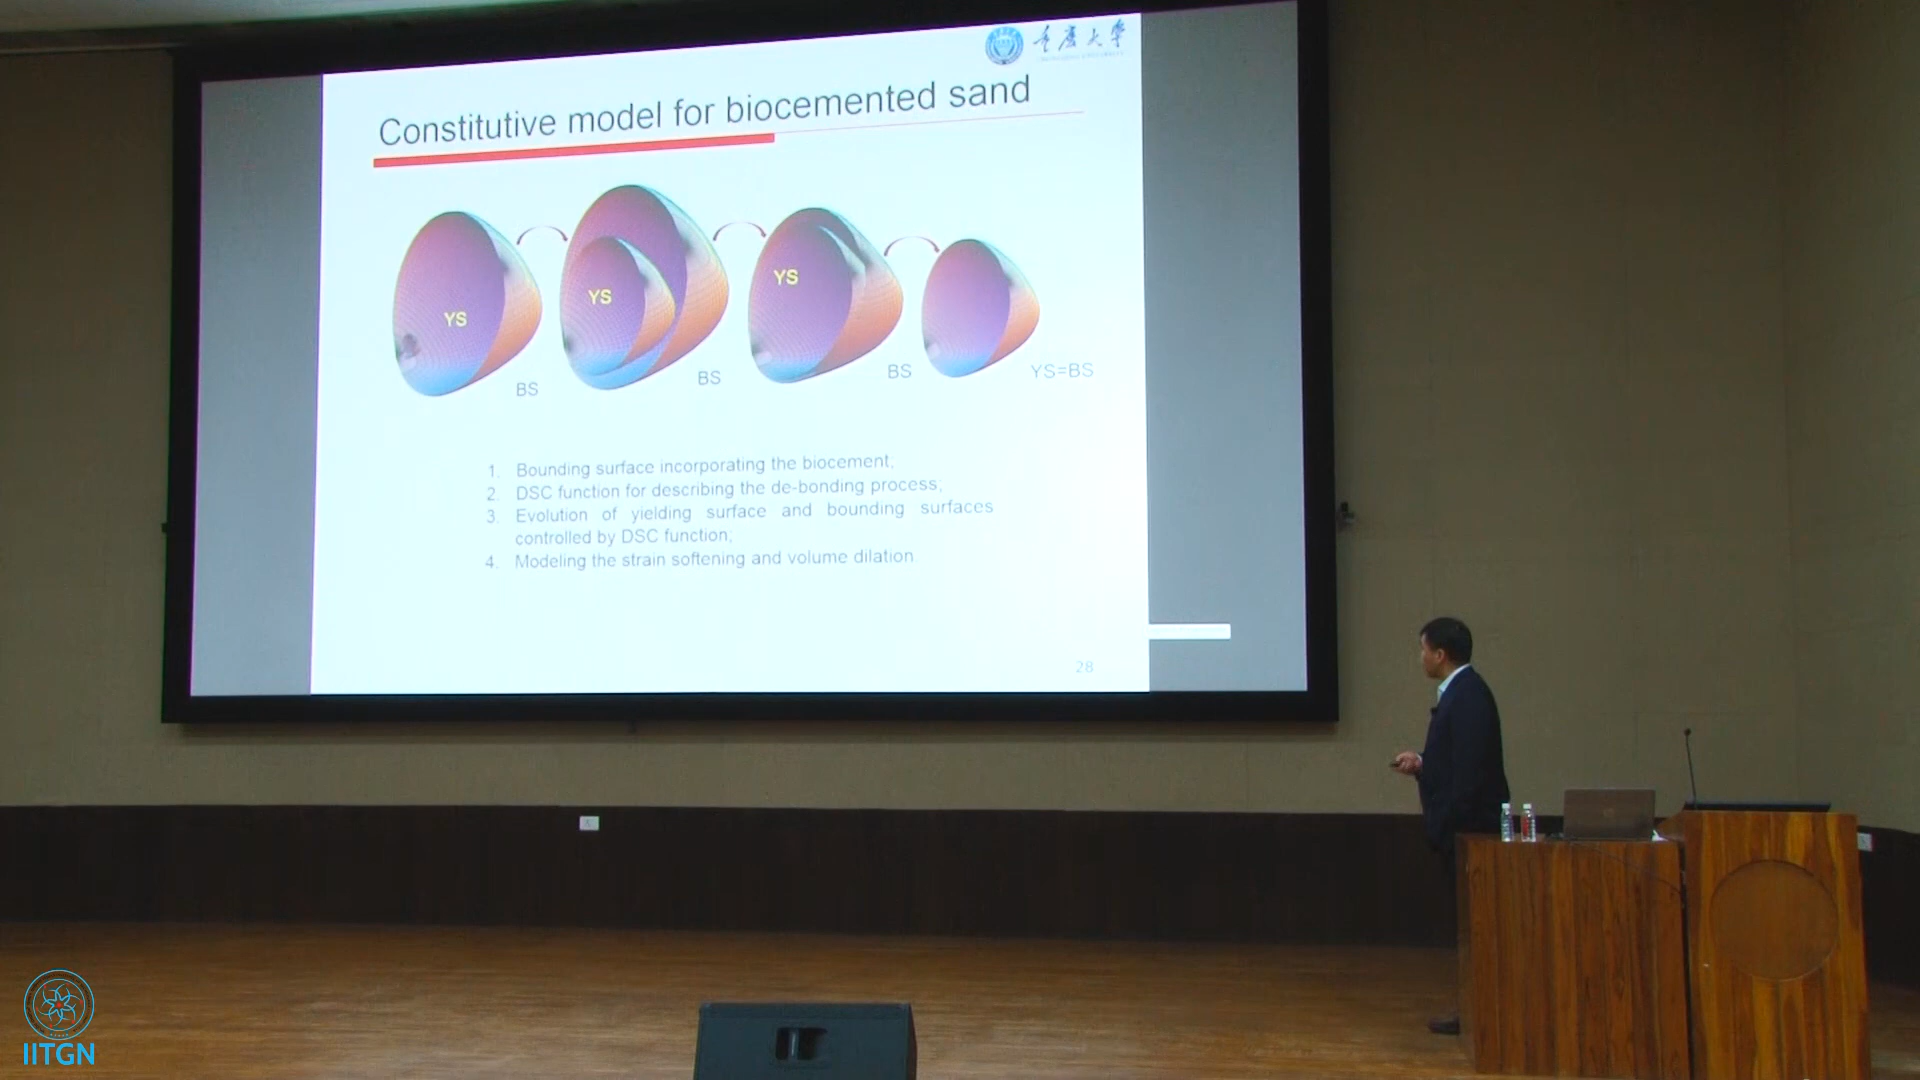 重庆大学
Constitutive model for biocemented sand
YS
YS
YS
BS
BS
BS
YS=BS
1. Bounding surface incorporating the biocement;
2. DSC function for describing the de-bonding process;
3. Evolution of yielding surface and bounding surfaces
controlled by DSC function;
4. Modeling the strain softening and volume dilation
28
IITGN